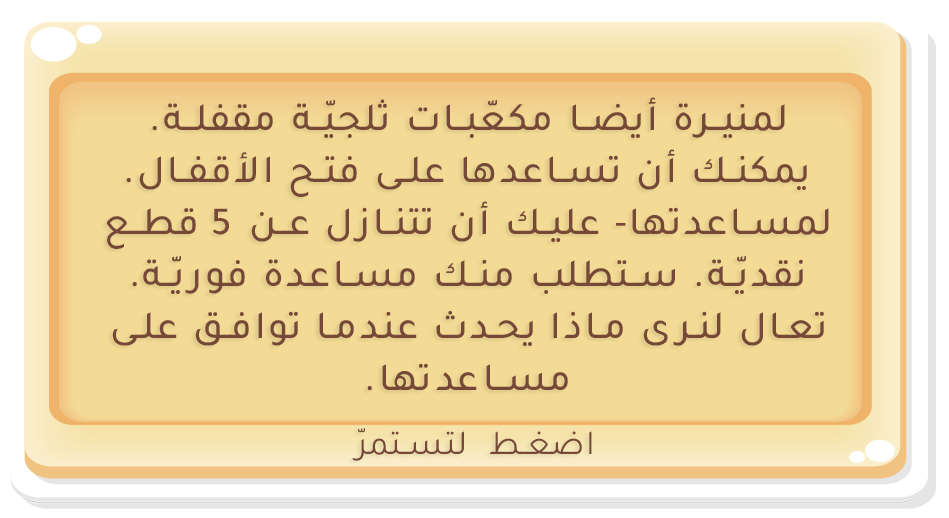 لمنيرة أيضا مكعّبات ثلجيّة مقفلة.
يمكنك أن تساعدها على فتح الأقفال.
لمساعدتها- عليك أن تتنازل عن 5 قطع
نقديّة. ستطلب منك مساعدة فوريّة.
تعال لنرى ماذا يحدث عندما توافق على
مساعدتها.
اضغط لتستمرّ